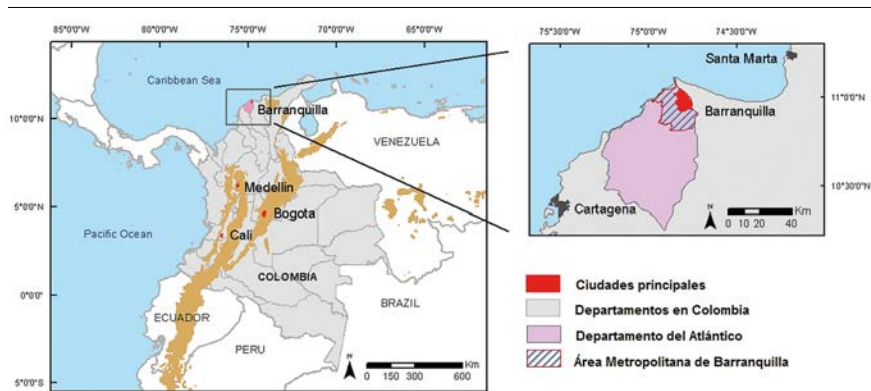 85°0'0"W 80°0'0"W 75°0'0"W 70°0'0"W 65°0'0"W
Caribbean Sea
Barranquilla
10°0'0"N
VENEZUELA
Medellin
5°0'0"N
Bogota
Pacific Ocean
Cali
COLOMBIA
0°0'0"
BRAZIL
ECUADOR
PERU
N
Km
0 150 300 600
5°0'0"S
75°30'0"W 75°0'0"W 74°30'0"W
Santa Marta
11°0'0"N
Barranquilla
10°30'0"N
Cartagena
N
Km
0 10 20 40
Ciudades principales
Departamentos en Colombia
Departamento del Atlántico
Área Metropolitana de Barranquilla